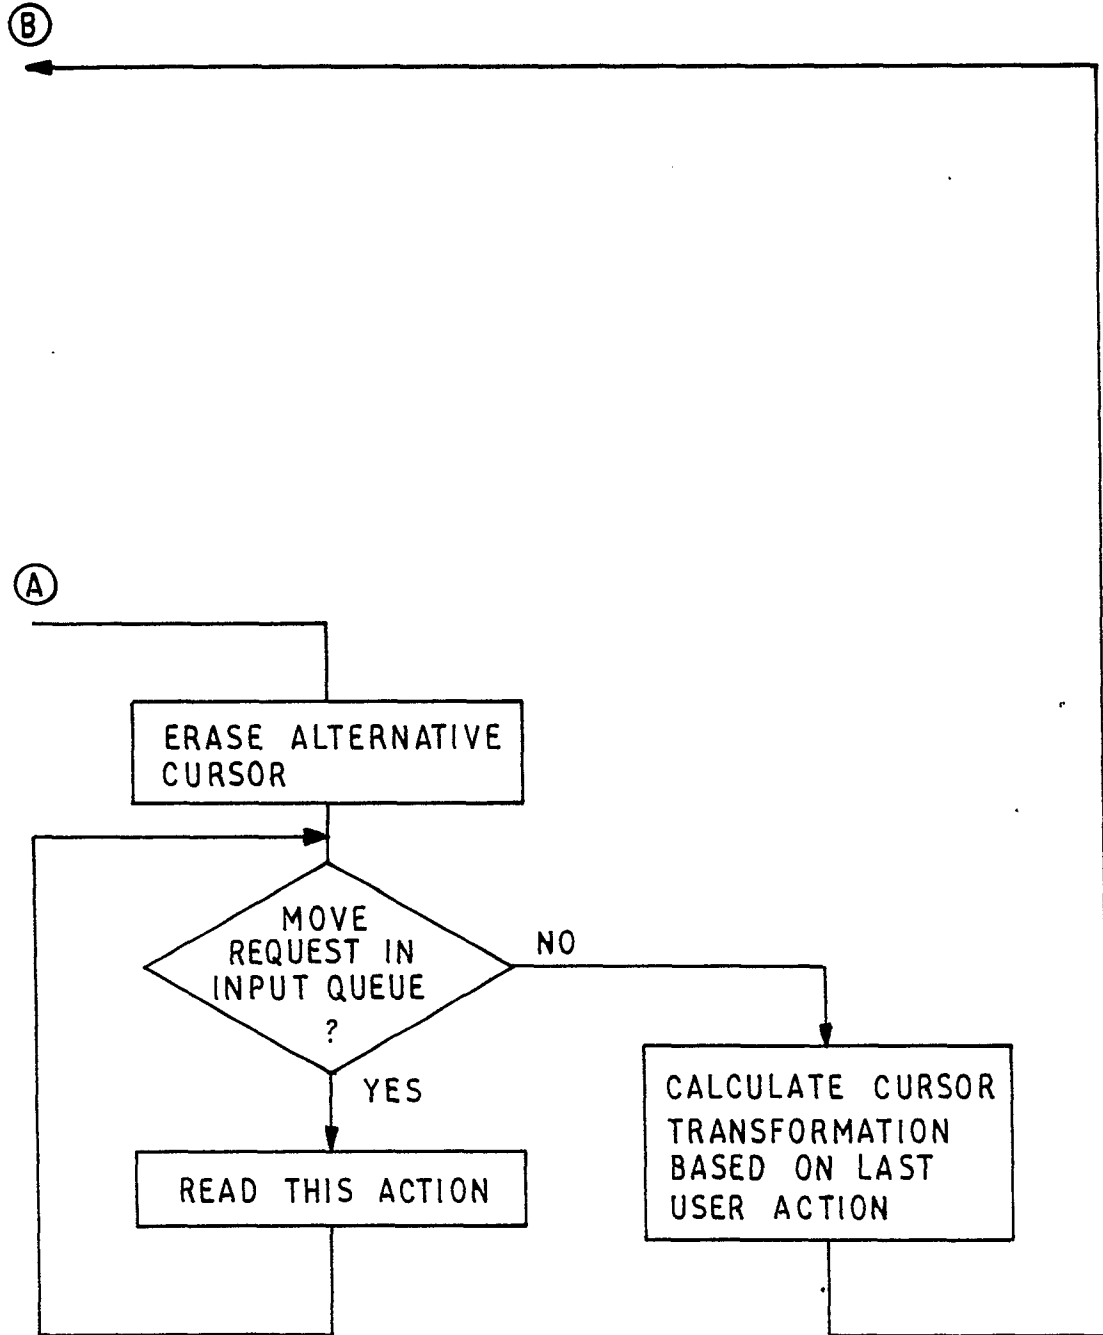 B
A
ERASE ALTERNATIVE
CURSOR
MOVE
REQUEST IN
INPUT QUEUE
?
NO
YES
CALCULATE CURSOR
TRANSFORMATION
BASED ON LAST
USER ACTION
READ THIS ACTION